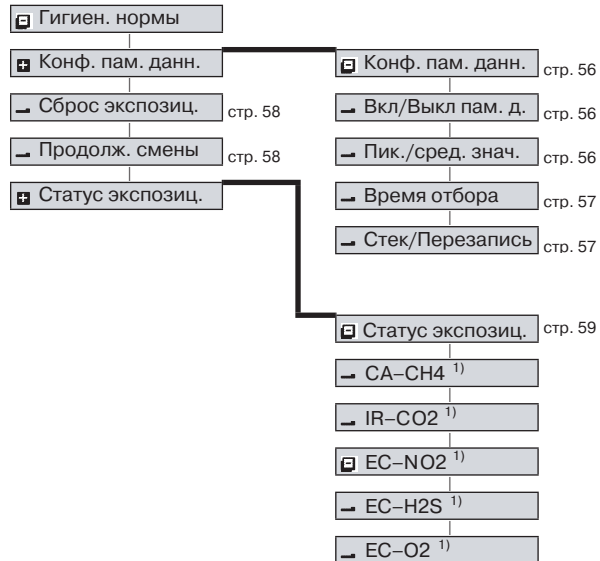 Гигиен. нормы
Конф. пам. данн.
Сброс экспозиц. стр. 58
Продолж. смены стр. 58
Статус экспозиц.
Конф. пам. данн. стр. 56
Вкл/Выкл пам. д. стр. 56
Пик./сред. знач. стр. 56
Время отбора стр. 57
Стек/Перезапись стр. 57
Статус экспозиц. стр. 59
CA–CH4 1)
IR–CO2 1)
EC–NO2 1)
EC–H2S 1)
EC–O2 1)